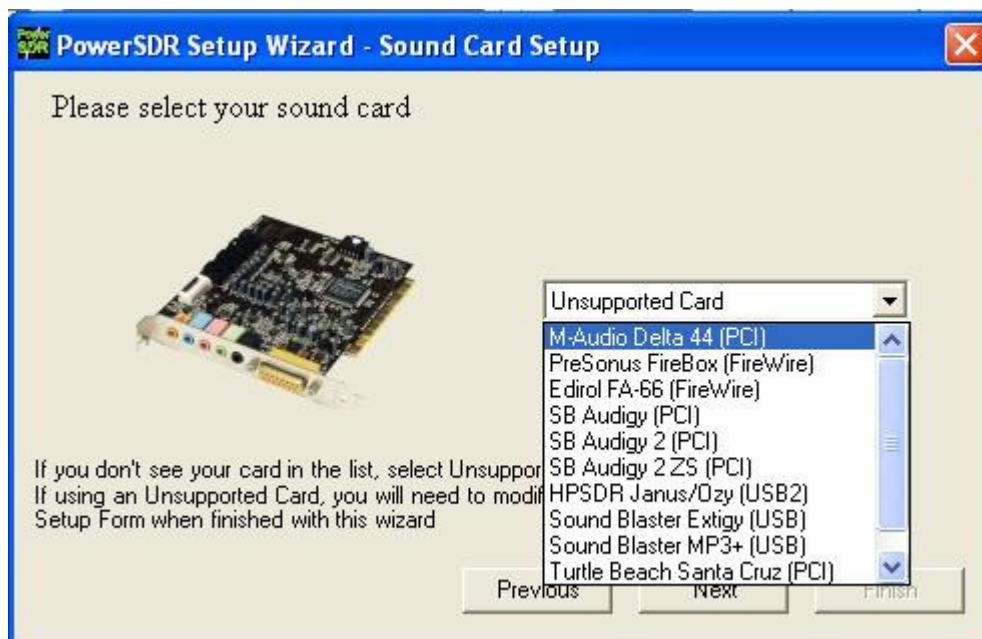 Power SDR
PowerSDR Setup Wizard - Sound Card Setup
Please select your sound card
Unsupported Card
M-Audio Delta 44 (PCI)
PreSonus FireBox (FireWire)
Edirol FA-66 (FireWire)
SB Audigy (PCI)
SB Audigy 2 (PCI)
SB Audigy 2 ZS (PCI)
HPSDR Janus/Ozy (USB2)
Sound Blaster Extigy (USB)
Sound Blaster MP3+ (USB)
Turtle Beach Santa Cruz (PCI)
If you don't see your card in the list, select Unsuppor
If using an Unsupported Card, you will need to modif
Setup Form when finished with this wizard
Previous
Next
Finish